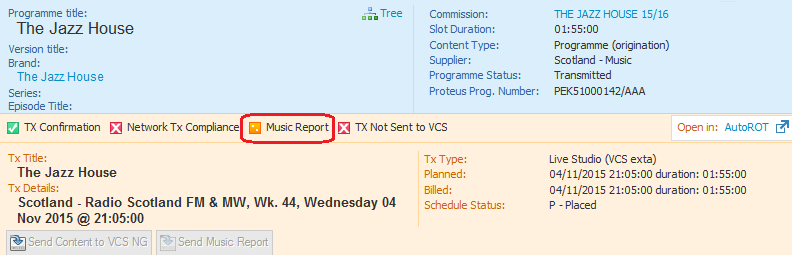 Programme title:
The Jazz House
Tree
Version title:
Brand:
The Jazz House
Series:
Episode Title:
Commission: THE JAZZ HOUSE 15/16
Slot Duration: 01:55:00
Content Type: Programme (origination)
Supplier: Scotland - Music
Programme Status: Transmitted
Proteus Prog. Number: PEK51000142/AAA
TX Confirmation Network Tx Compliance Music Report TX Not Sent to VCS
Open in: AutoROT
Tx Title:
The Jazz House
Tx Details:
Scotland - Radio Scotland FM & MW, Wk. 44, Wednesday 04
Nov 2015 @ 21:05:00
Send Content to VCS NG Send Music Report
Tx Type: Live Studio (VCS exta)
Planned: 04/11/2015 21:05:00 duration: 01:55:00
Billed: 04/11/2015 21:05:00 duration: 01:55:00
Schedule Status: P - Placed